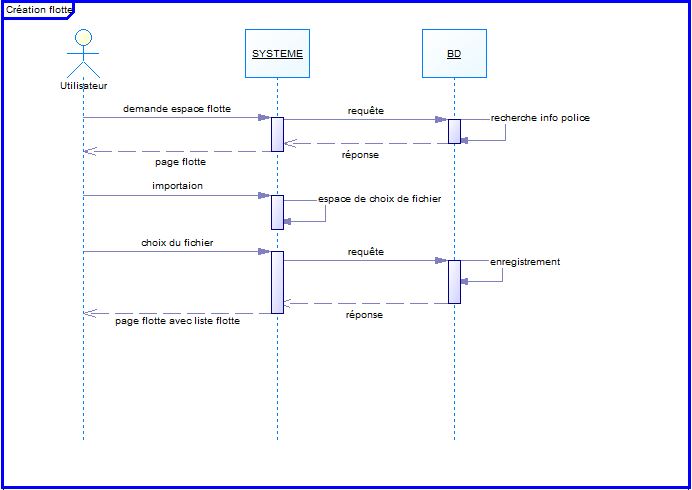 Création flotte
SYSTEME
BD
Utilisateur
demande espace flotte
requête
recherche info police
réponse
page flotte
importaion
espace de choix de fichier
choix du fichier
requête
enregistrement
réponse
page flotte avec liste flotte